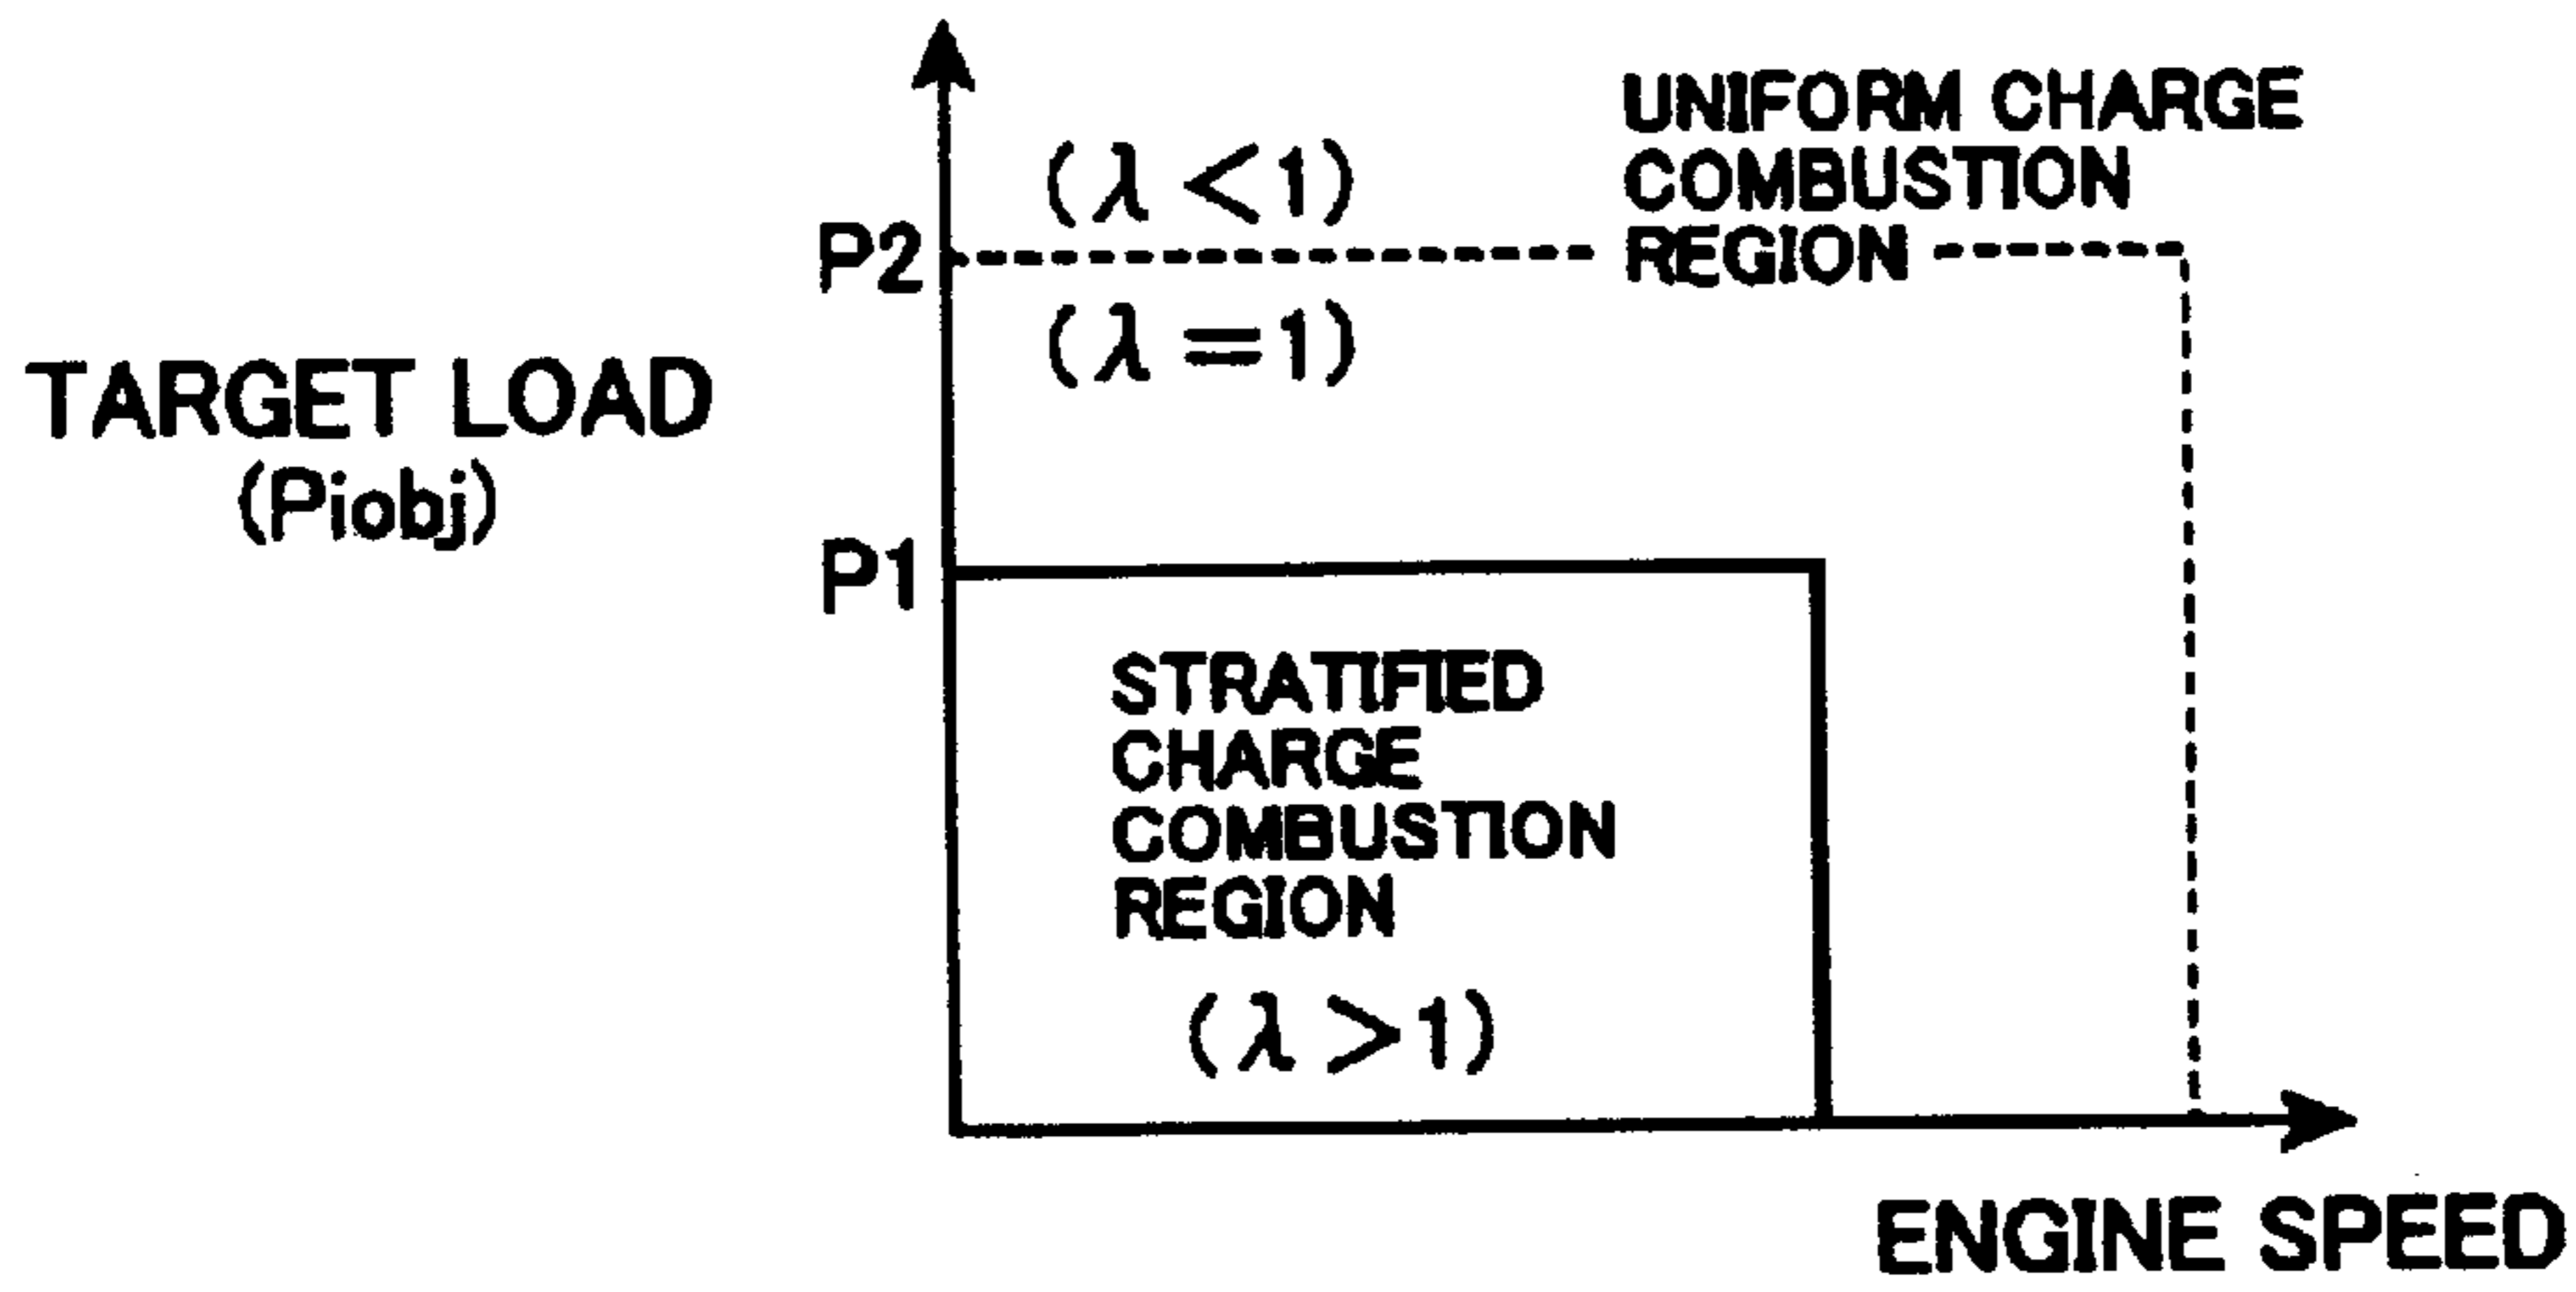 UNIFORM CHARGE
COMBUSTION
REGION
(λ<1)
P2
(λ=1)
TARGET LOAD
(Piobj)
P1
STRATIFIED
CHARGE
COMBUSTION
REGION
(λ>1)
ENGINE SPEED